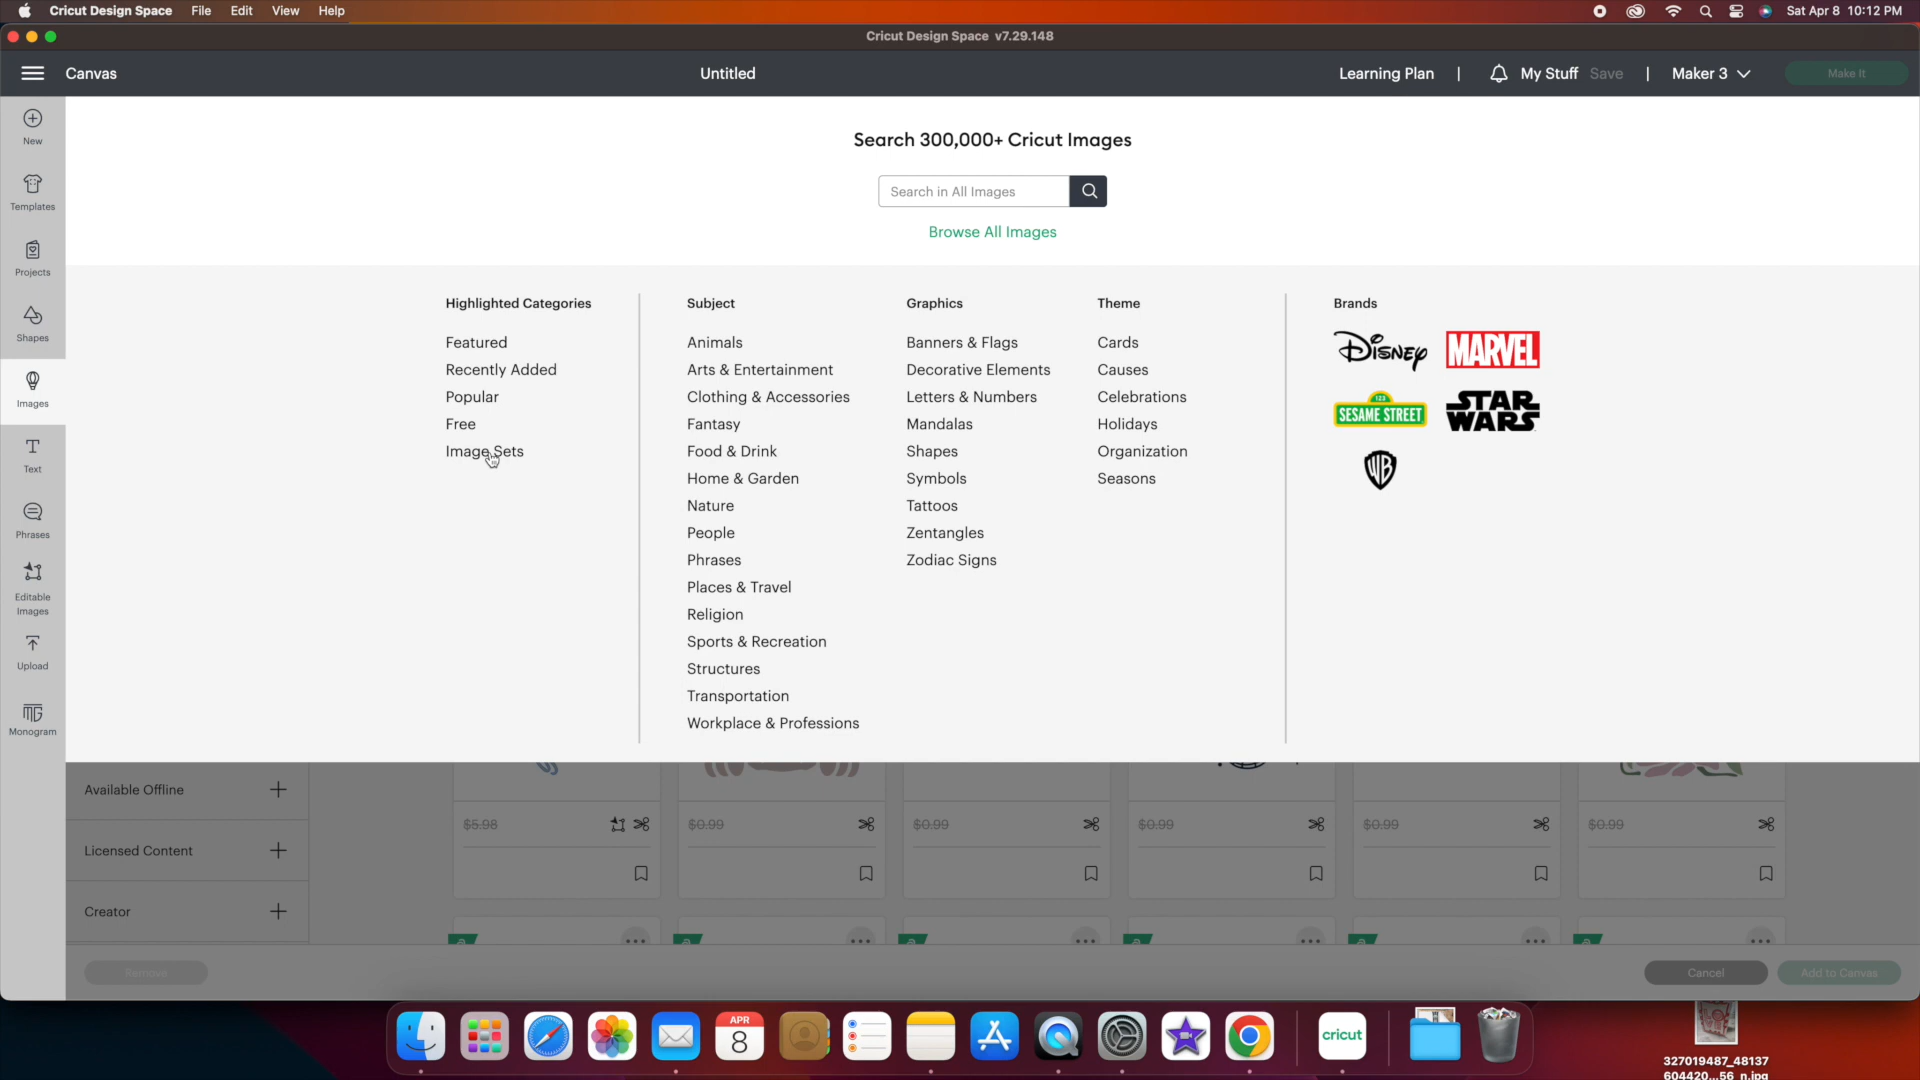 Cricut Design Space File Edit View Help
Sat Apr 8 10:12 PM
Cricut Design Space v7.29.148
Canvas
Untitled
Learning Plan | My Stuff Save | Maker 3 Make It
New
Templates
Projects
Shapes
Images
Text
Phrases
Editable
Images
Upload
Monogram
Search 300,000+ Cricut Images
Search in All Images
Browse All Images
Highlighted Categories
Featured
Recently Added
Popular
Free
Image Sets
Subject
Animals
Arts & Entertainment
Clothing & Accessories
Fantasy
Food & Drink
Home & Garden
Nature
People
Phrases
Places & Travel
Religion
Sports & Recreation
Structures
Transportation
Workplace & Professions
Graphics
Banners & Flags
Decorative Elements
Letters & Numbers
Mandalas
Shapes
Symbols
Tattoos
Zentangles
Zodiac Signs
Theme
Cards
Causes
Celebrations
Holidays
Organization
Seasons
Brands
Disney MARVEL
123
SESAME STREET
STAR
WARS
WB
Available Offline
Licensed Content
Creator
$5.98 $0.99 $0.99 $0.99 $0.99 $0.99
Remove
Cancel Add to Canvas
APR
8
cricut
327019487_48137
604420...56_n.jpg